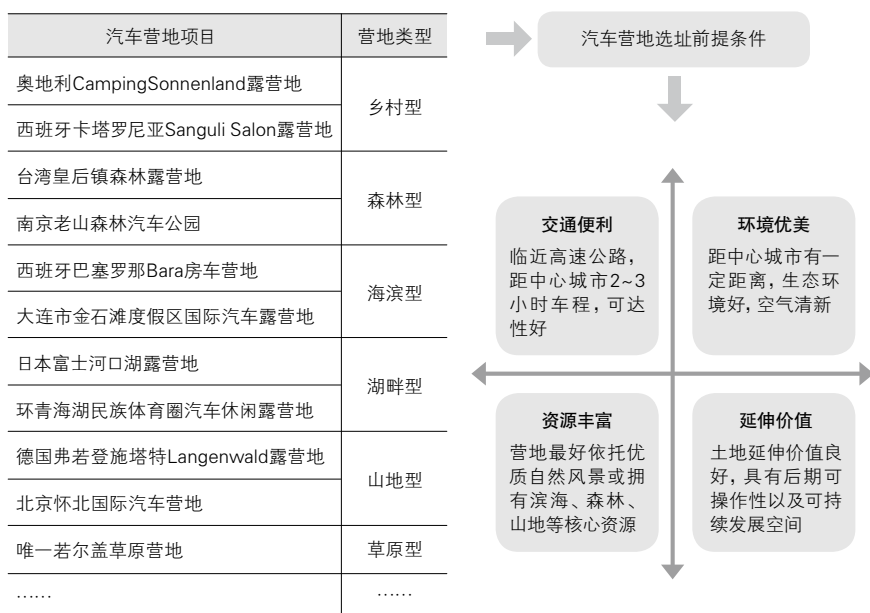 汽车营地项目 营地类型
奥地利CampingSonnenland露营地
西班牙卡塔罗尼亚Sanguli Salon露营地
乡村型
台湾皇后镇森林露营地
南京老山森林汽车公园
森林型
西班牙巴塞罗那Bara房车营地
大连市金石滩度假区国际汽车露营地
海滨型
日本富士河口湖露营地
环青海湖民族体育圈汽车休闲露营地
湖畔型
德国弗若登施塔特Langenwald露营地
北京怀北国际汽车营地
山地型
唯一若尔盖草原营地 草原型
…… ……
汽车营地选址前提条件
交通便利
临近高速公路,
距中心城市2~3
小时车程,可达
性好
环境优美
距中心城市有一
定距离,生态环
境好,空气清新
资源丰富
营地最好依托优
质自然风景或拥
有滨海、森林、
山地等核心资源
延伸价值
土地延伸价值良
好,具有后期可
操作性以及可持
续发展空间